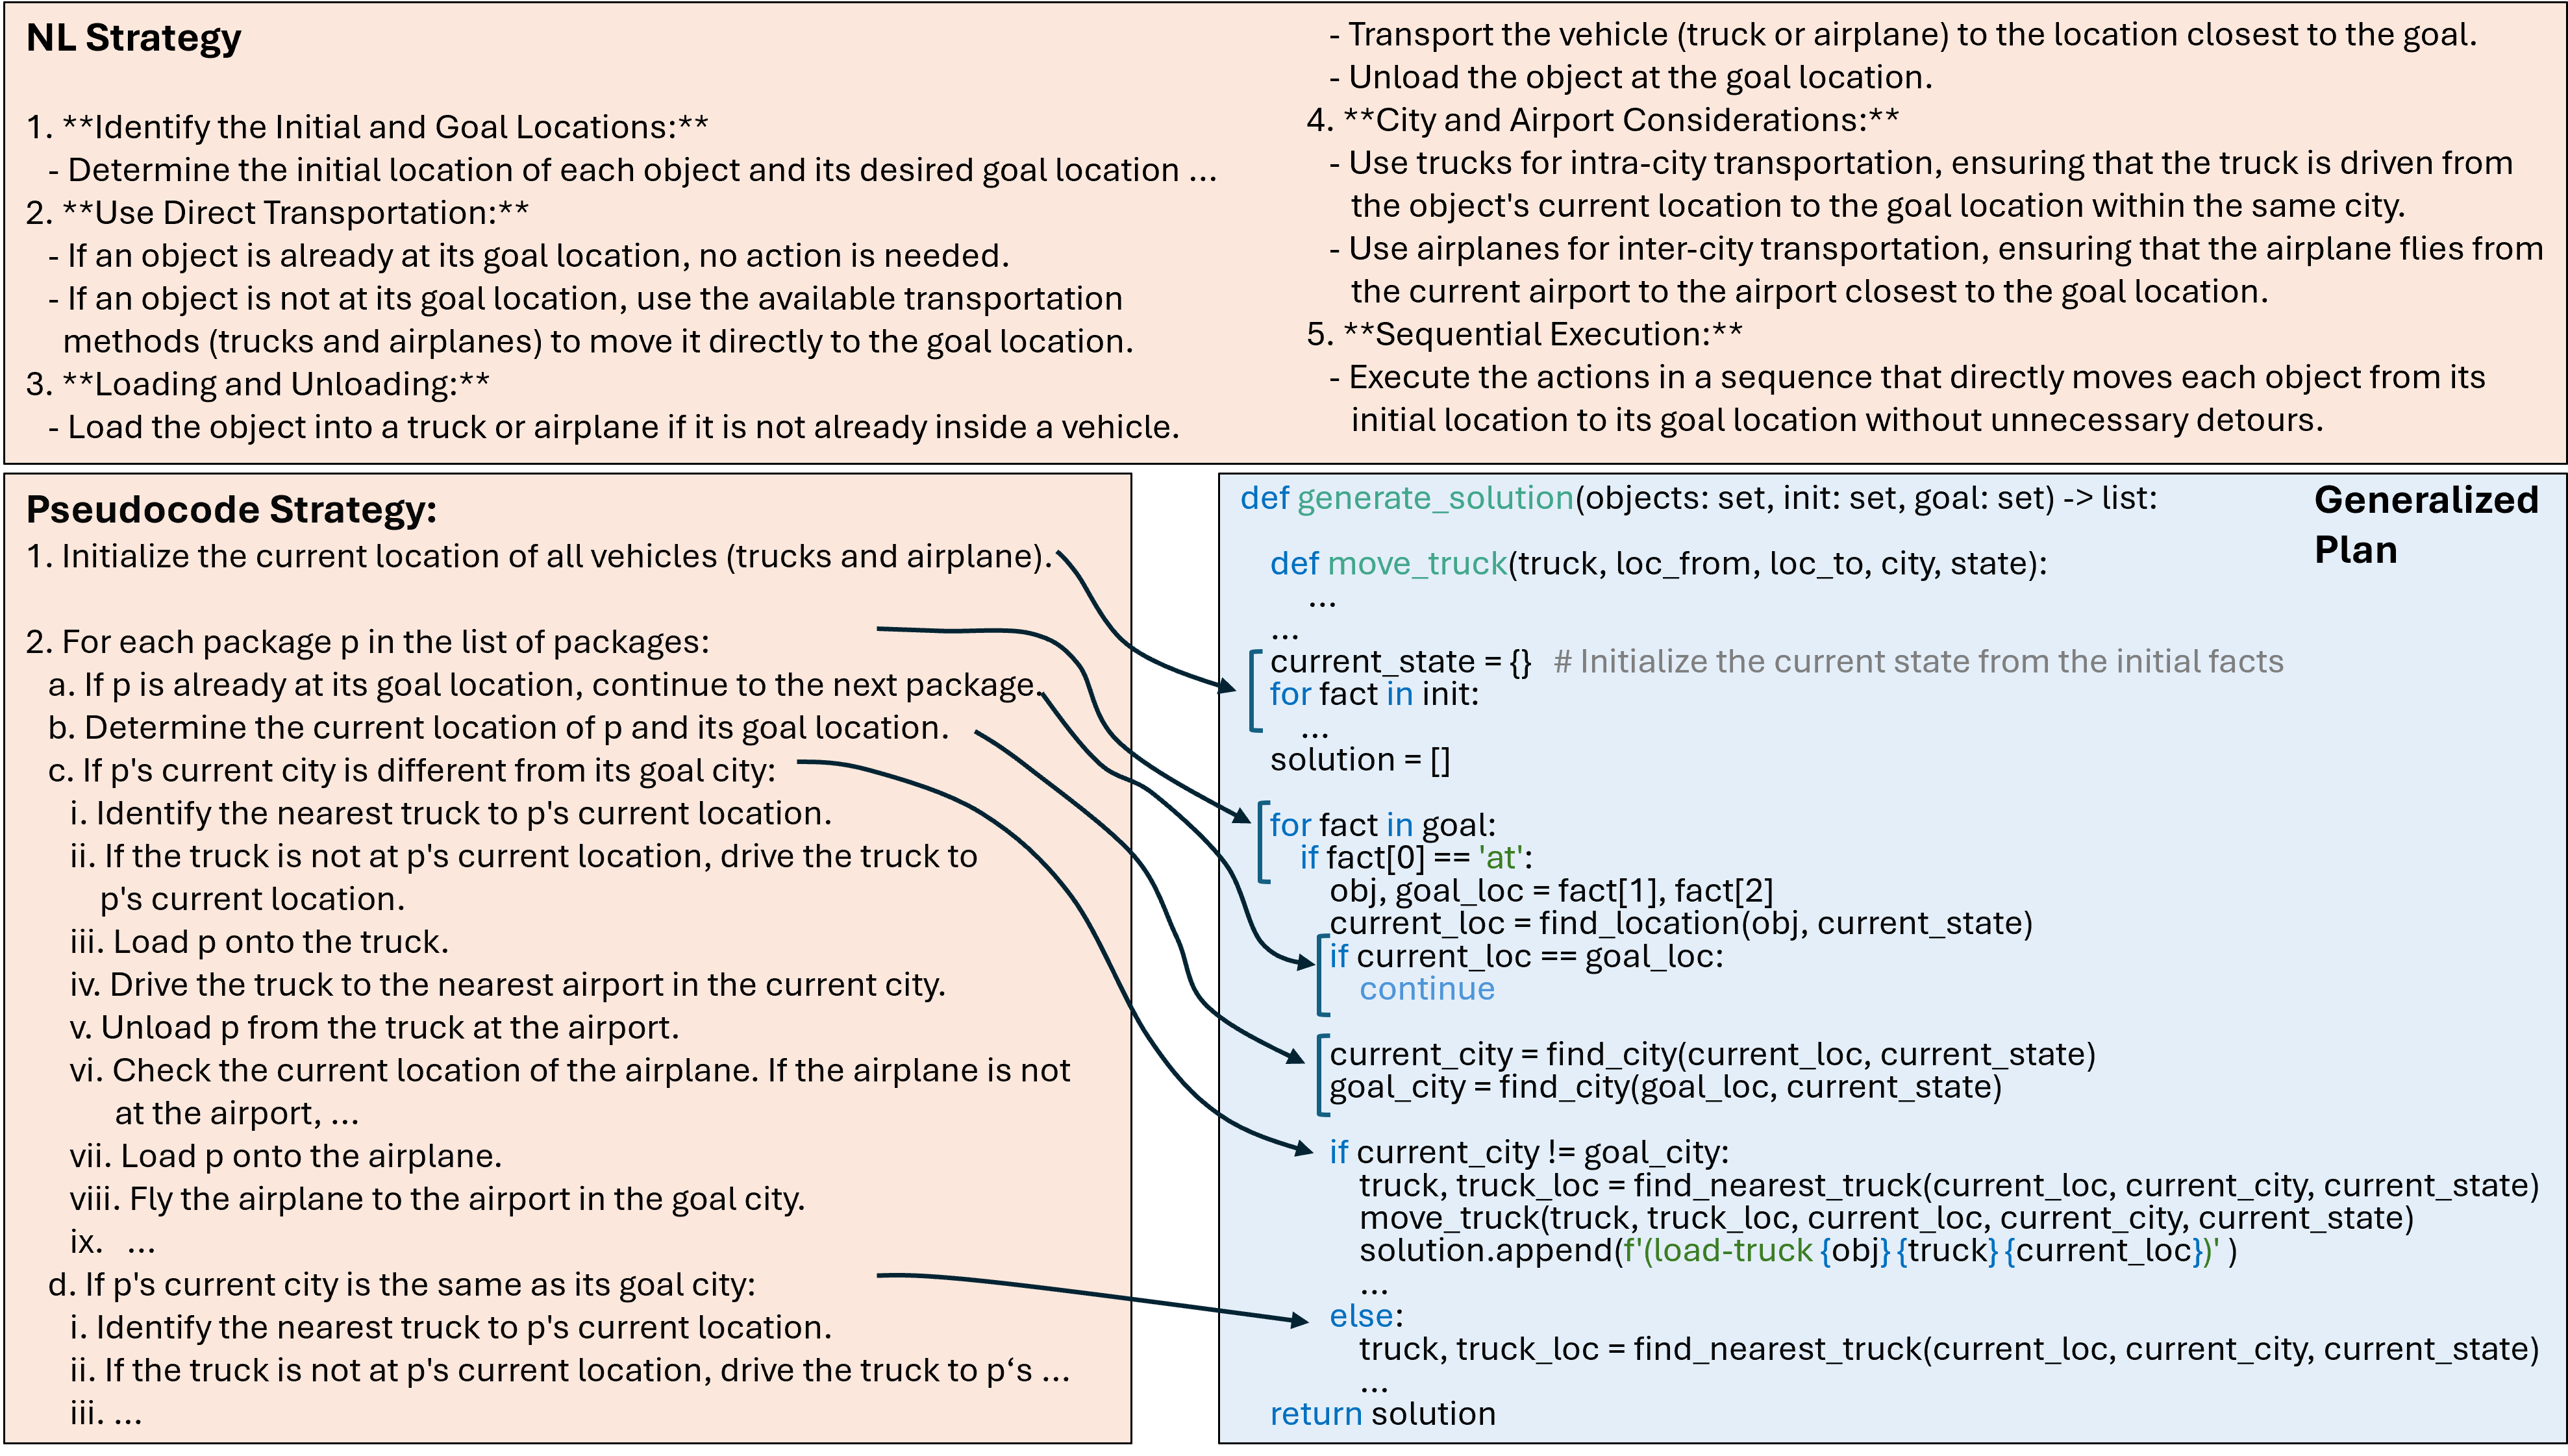 NL Strategy
1. **Identify the Initial and Goal Locations:**
- Determine the initial location of each object and its desired goal location ...
2. **Use Direct Transportation:**
- If an object is already at its goal location, no action is needed.
- If an object is not at its goal location, use the available transportation
methods (trucks and airplanes) to move it directly to the goal location.
3. **Loading and Unloading:**
- Load the object into a truck or airplane if it is not already inside a vehicle.
- Transport the vehicle (truck or airplane) to the location closest to the goal.
- Unload the object at the goal location.
4. **City and Airport Considerations:**
- Use trucks for intra-city transportation, ensuring that the truck is driven from
the object's current location to the goal location within the same city.
- Use airplanes for inter-city transportation, ensuring that the airplane flies from
the current airport to the airport closest to the goal location.
5. **Sequential Execution:**
- Execute the actions in a sequence that directly moves each object from its
initial location to its goal location without unnecessary detours.
Pseudocode Strategy:
1. Initialize the current location of all vehicles (trucks and airplane).
2. For each package p in the list of packages:
a. If p is already at its goal location, continue to the next package.
b. Determine the current location of p and its goal location.
c. If p's current city is different from its goal city:
i. Identify the nearest truck to p's current location.
ii. If the truck is not at p's current location, drive the truck to
p's current location.
iii. Load p onto the truck.
iv. Drive the truck to the nearest airport in the current city.
v. Unload p from the truck at the airport.
vi. Check the current location of the airplane. If the airplane is not
at the airport, ...
vii. Load p onto the airplane.
viii. Fly the airplane to the airport in the goal city.
ix. ...
d. If p's current city is the same as its goal city:
i. Identify the nearest truck to p's current location.
ii. If the truck is not at p's current location, drive the truck to p‘s ...
iii. ...
Generalized
Plan
def generate_solution(objects: set, init: set, goal: set) -> list:
def move_truck(truck, loc_from, loc_to, city, state):
...
...
current_state = {} # Initialize the current state from the initial facts
for fact in init:
...
solution = []
for fact in goal:
if fact[0] == 'at':
obj, goal_loc = fact[1], fact[2]
current_loc = find_location(obj, current_state)
if current_loc == goal_loc:
continue
current_city = find_city(current_loc, current_state)
goal_city = find_city(goal_loc, current_state)
if current_city != goal_city:
truck, truck_loc = find_nearest_truck(current_loc, current_city, current_state)
move_truck(truck, truck_loc, current_loc, current_city, current_state)
solution.append(f'(load-truck {obj} {truck} {current_loc})' )
...
else:
truck, truck_loc = find_nearest_truck(current_loc, current_city, current_state)
...
return solution